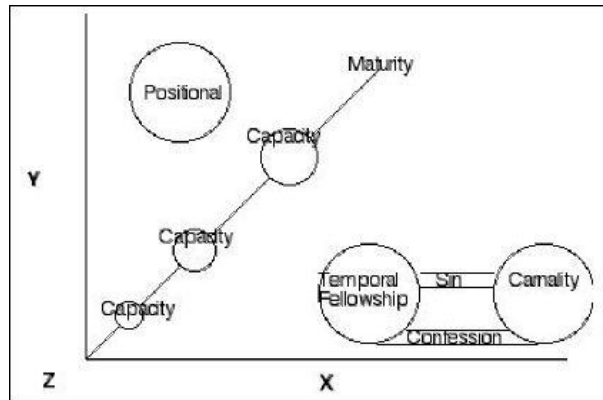 Maturity
Positional
Capacity
Y
Capacity
Temporal
Fellowship
Sin
Carnality
Capacity
Confession
Z
X